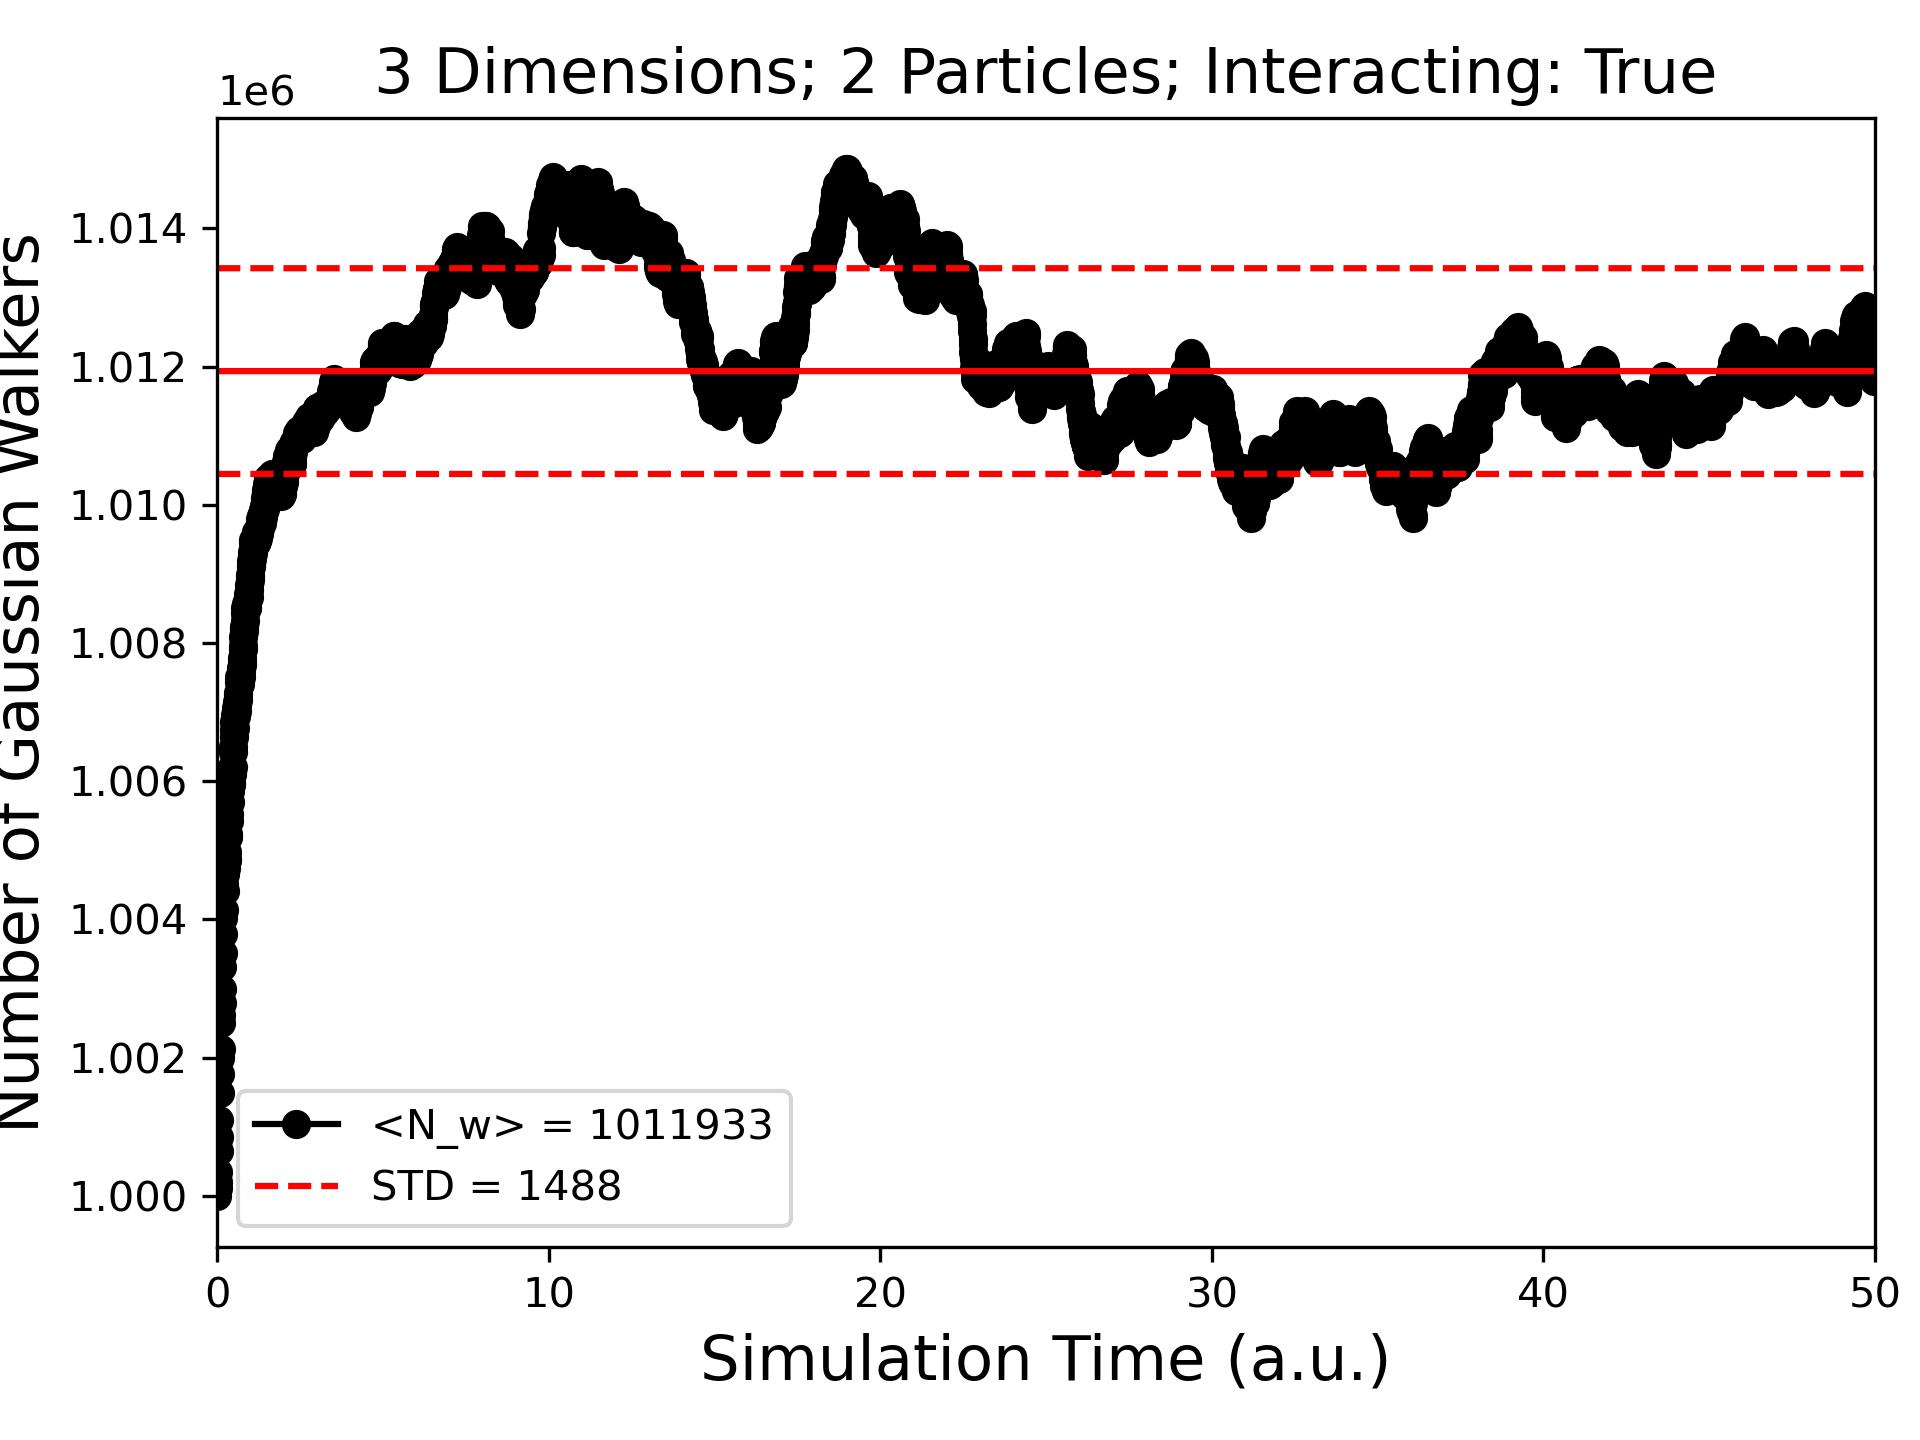 3 Dimensions; 2 Particles; Interacting: True
1e6
Number of Gaussian Walkers
1.014
1.012
1.010
1.008
1.006
1.004
1.002
1.000
<N_w> = 1011933
STD = 1488
0 10 20 30 40 50
Simulation Time (a.u.)